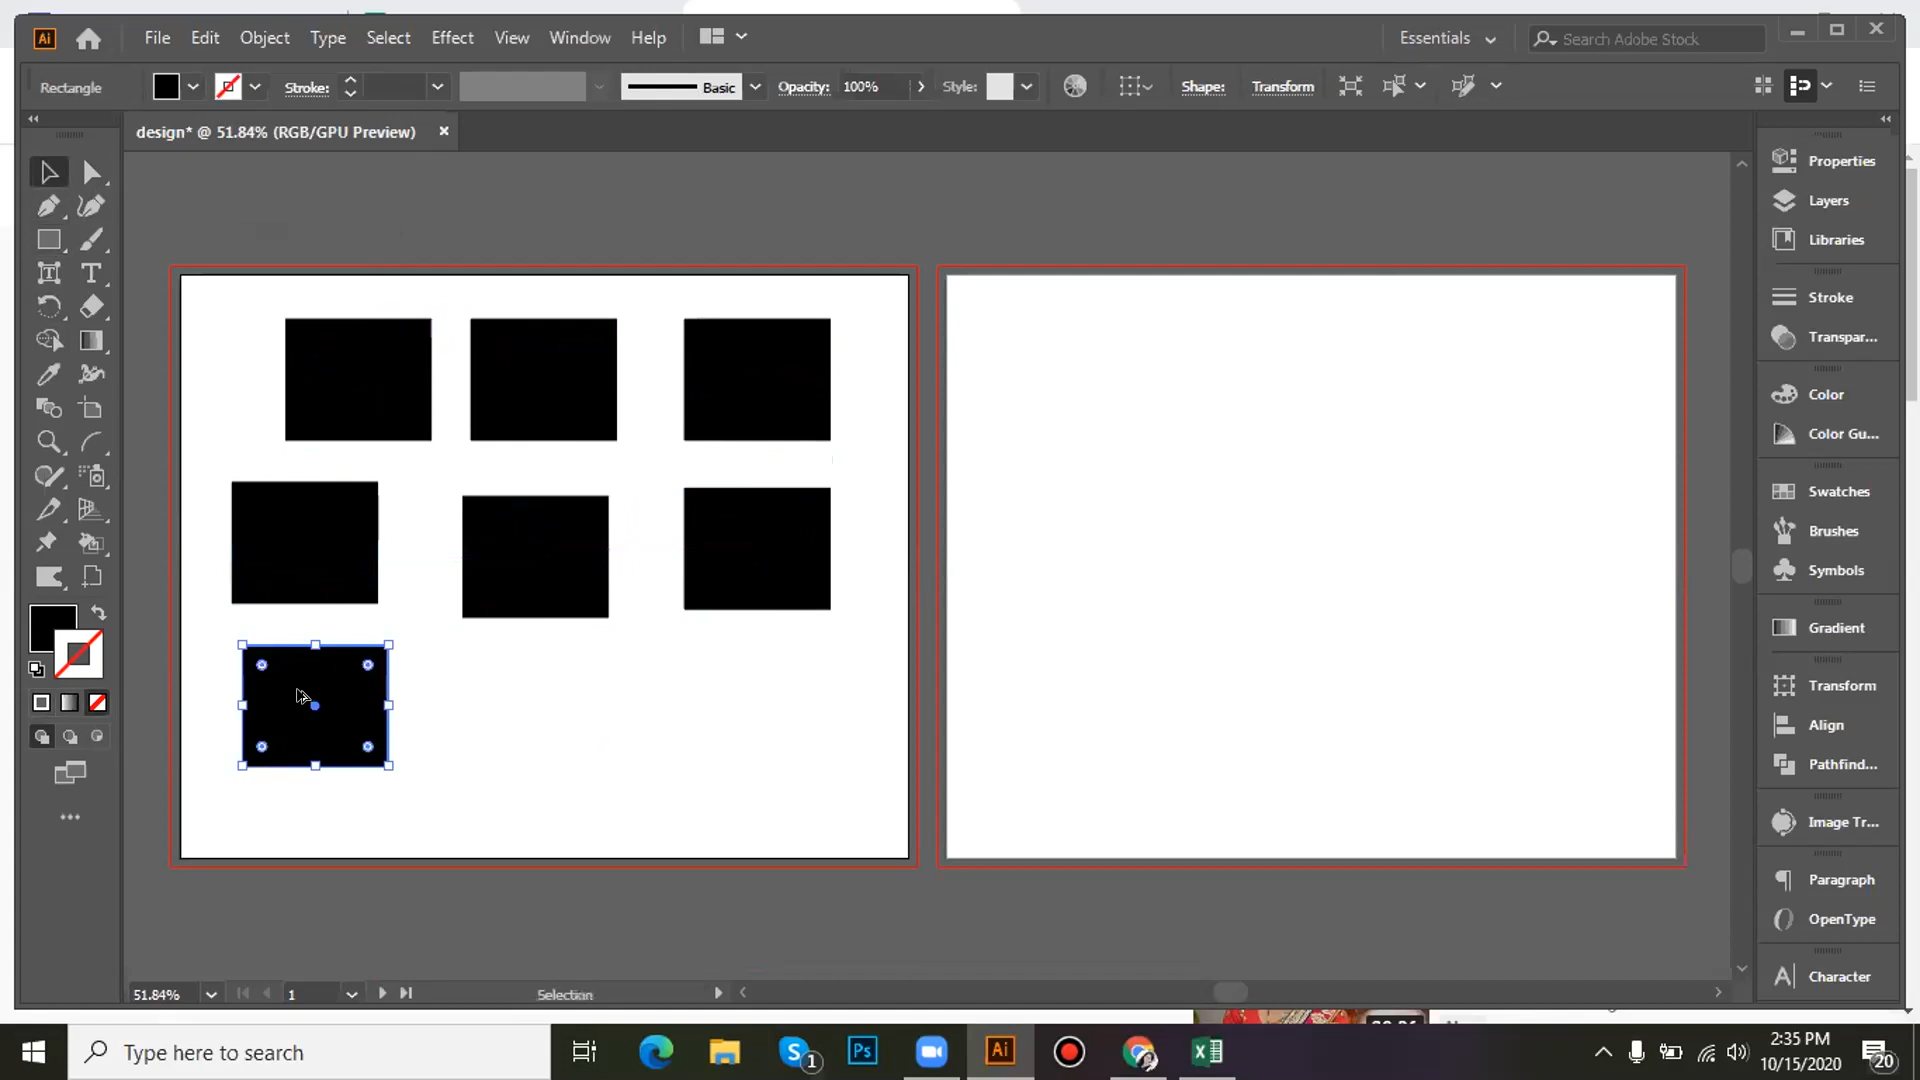 Ai File Edit Object Type Select Effect View Window Help Essentials Search Adobe Stock
Rectangle Stroke: Basic Opacity: 100% Style: Shape: Transform
design* @ 51.84% (RGB/GPU Preview)
Properties
Layers
Libraries
Stroke
Transpar...
Color
Color Gu...
Swatches
Brushes
Symbols
Gradient
Transform
Align
Pathfind...
Image Tr...
Paragraph
OpenType
Character
51.84% 1 Selection
Type here to search
1
Ps
Ai
2:35 PM
10/15/2020
20